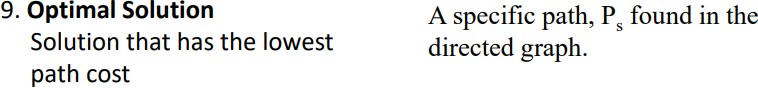 9. Optimal Solution
Solution that has the lowest
path cost
A specific path, Pₛ found in the
directed graph.